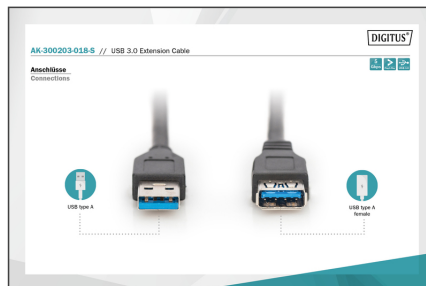 DIGITUS®
AK-300203-018-S // USB 3.0 Extension Cable
Anschlüsse
Connections
USB type A
USB type A
female